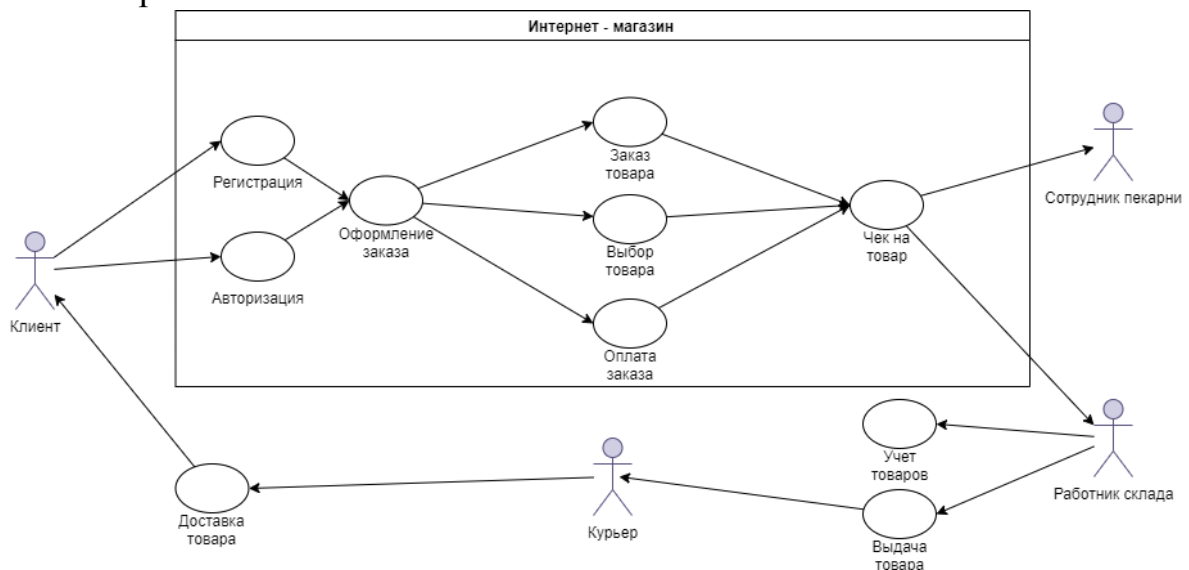 Интернет - магазин
Регистрация
Авторизация
Оформление
заказа
Заказ
товара
Выбор
товара
Оплата
заказа
Чек на
товар
Сотрудник пекарни
Клиент
Учет
товаров
Работник склада
Доставка
товара
Курьер
Выдача
товара